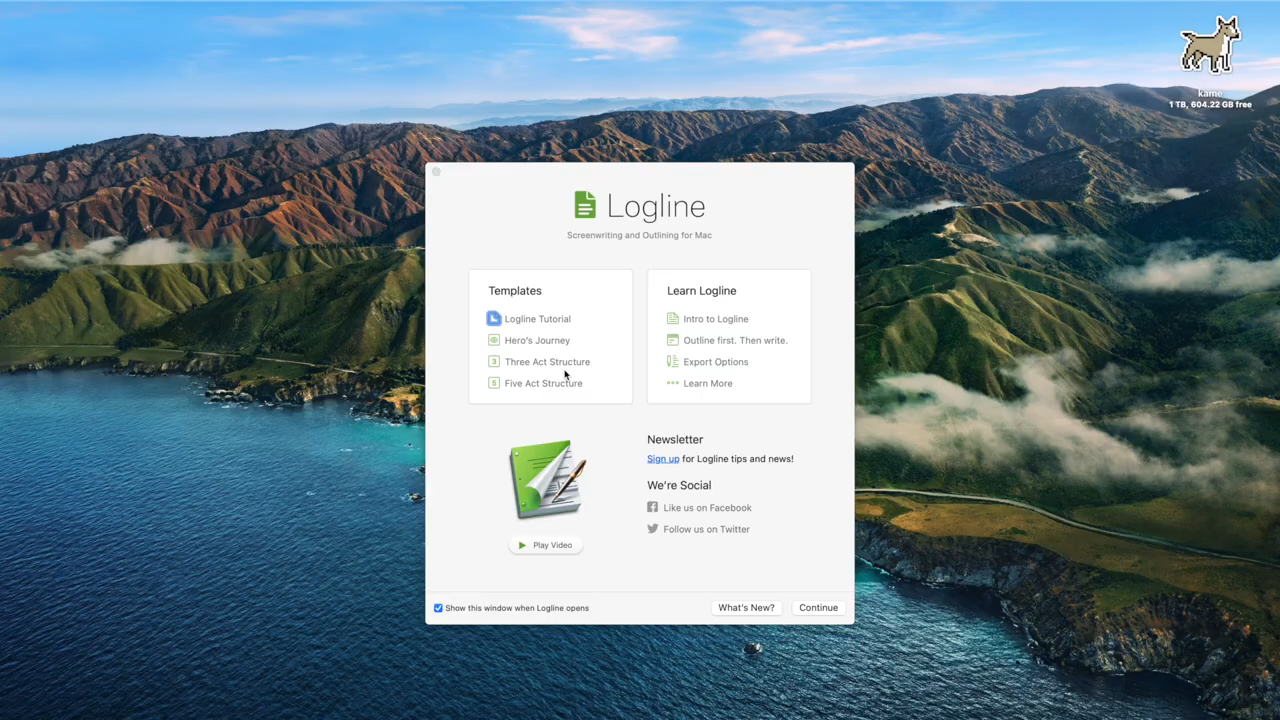 kame
1 TB, 604.22 GB free
Logline
Screenwriting and Outlining for Mac
Templates
Logline Tutorial
Hero's Journey
3 Three Act Structure
5 Five Act Structure
Learn Logline
Intro to Logline
Outline first. Then write.
Export Options
Learn More
Play Video
Newsletter
Sign up for Logline tips and news!
We're Social
Like us on Facebook
Follow us on Twitter
Show this window when Logline opens
What's New?
Continue